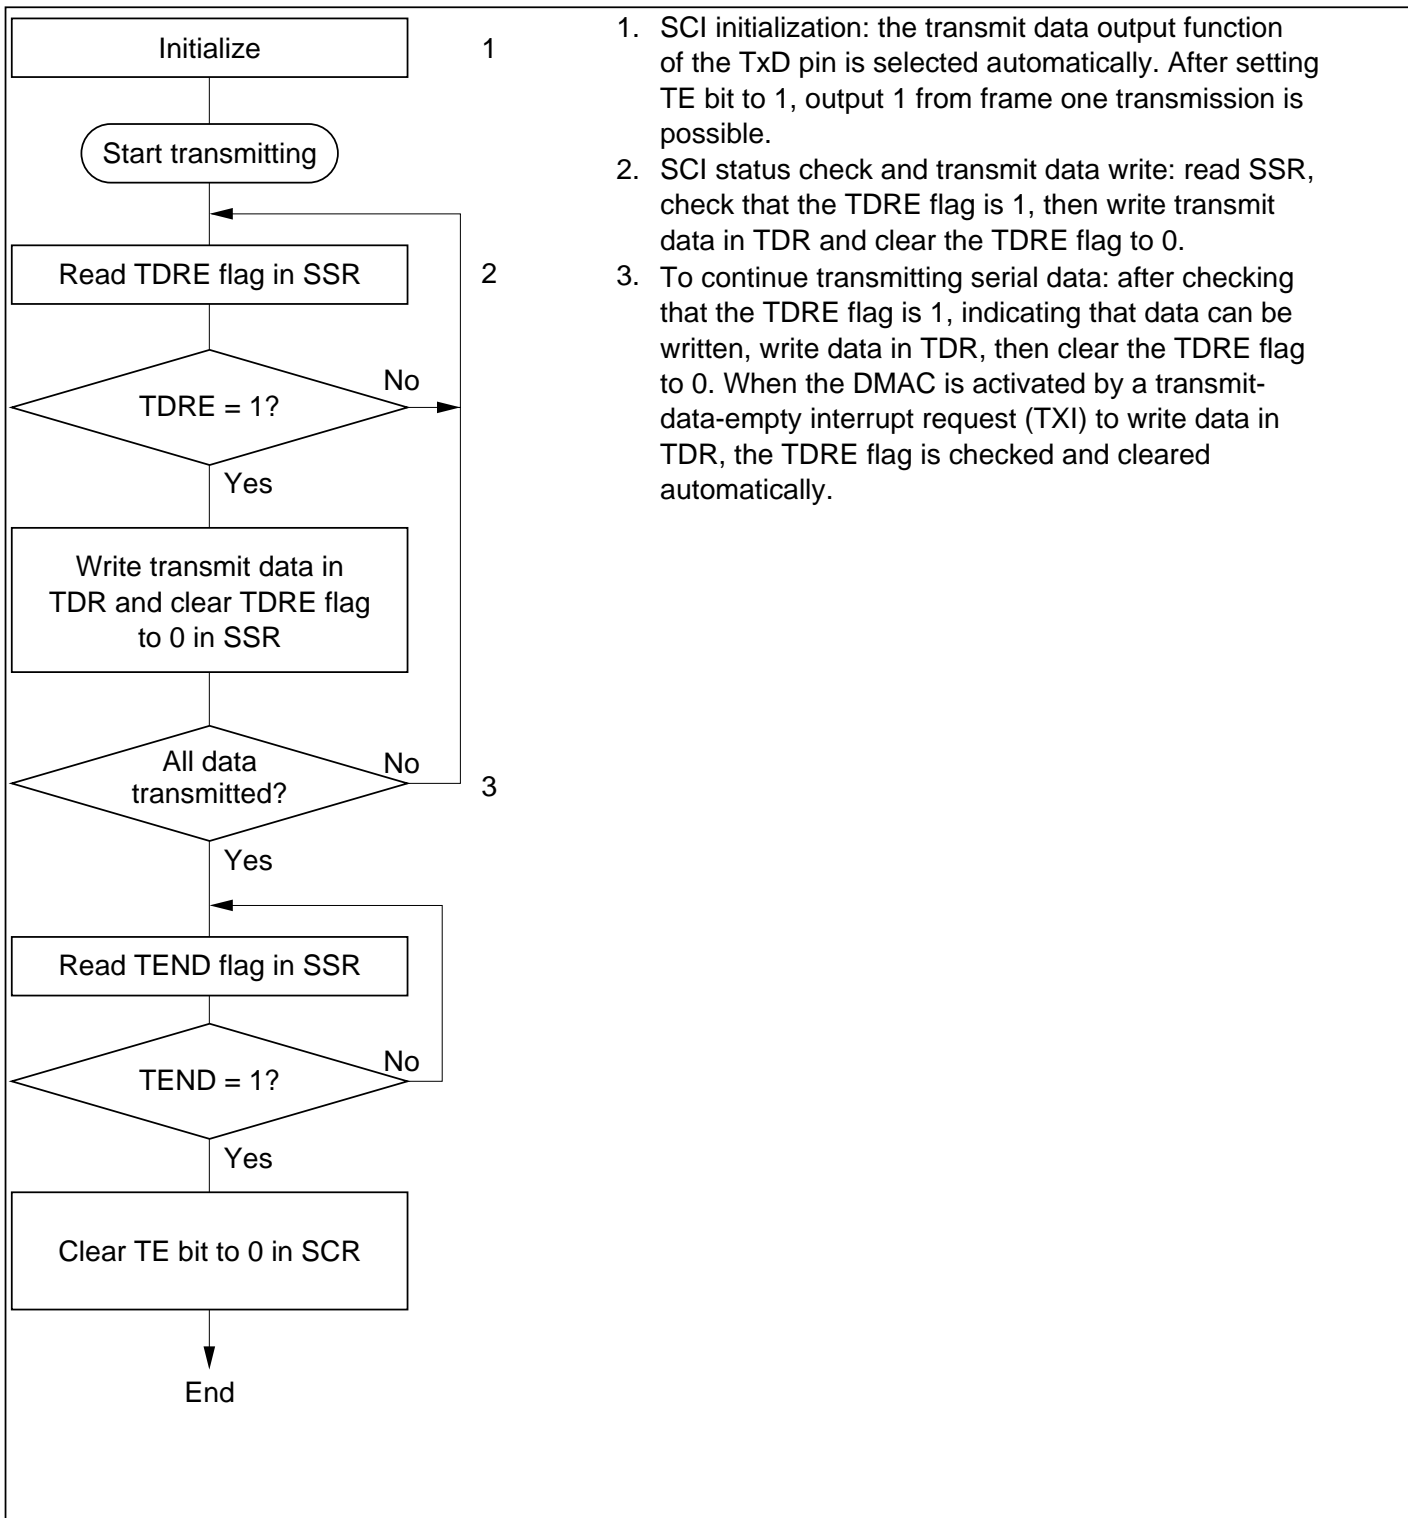 Initialize
1
Start transmitting
Read TDRE flag in SSR
2
TDRE = 1?
No
Yes
Write transmit data in
TDR and clear TDRE flag
to 0 in SSR
All data
transmitted?
No
3
Yes
Read TEND flag in SSR
TEND = 1?
No
Yes
Clear TE bit to 0 in SCR
End
1. SCI initialization: the transmit data output function
of the TxD pin is selected automatically. After setting
TE bit to 1, output 1 from frame one transmission is
possible.
2. SCI status check and transmit data write: read SSR,
check that the TDRE flag is 1, then write transmit
data in TDR and clear the TDRE flag to 0.
3. To continue transmitting serial data: after checking
that the TDRE flag is 1, indicating that data can be
written, write data in TDR, then clear the TDRE flag
to 0. When the DMAC is activated by a transmit-
data-empty interrupt request (TXI) to write data in
TDR, the TDRE flag is checked and cleared
automatically.